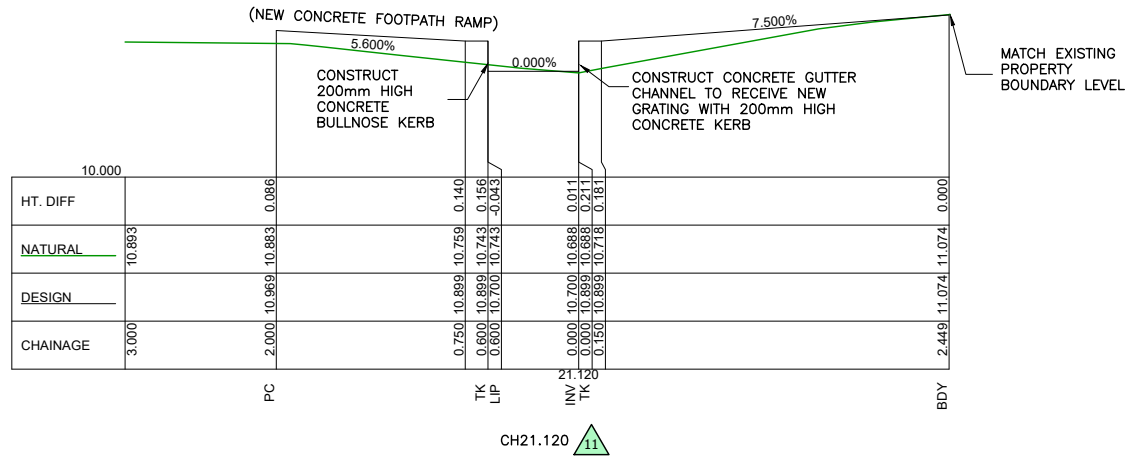 (NEW CONCRETE FOOTPATH RAMP)
5.600%
0.000%
7.500%
CONSTRUCT
200mm HIGH
CONCRETE
BULLNOSE KERB
CONSTRUCT CONCRETE GUTTER
CHANNEL TO RECEIVE NEW
GRATING WITH 200mm HIGH
CONCRETE KERB
MATCH EXISTING
PROPERTY
BOUNDARY LEVEL
10.000
HT. DIFF 0.086 0.140 0.156 -0.043 0.011 0.211 0.181 0.000
NATURAL 10.893 10.883 10.759 10.743 10.743 10.688 10.688 10.718 11.074
DESIGN 10.969 10.899 10.899 10.700 10.700 10.899 10.899 11.074
CHAINAGE 3.000 2.000 0.750 0.600 0.600 0.000 0.000 0.150 2.449
21.120
PC TK LIP INV TK BDY
CH21.120 11